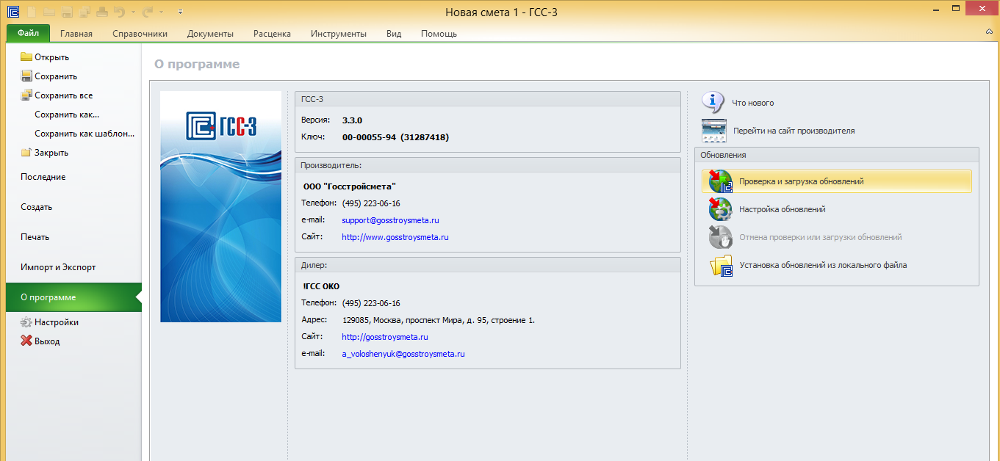 Новая смета 1 - ГСС-3
Файл Главная Справочники Документы Расценка Инструменты Вид Помощь
Открыть
Сохранить
Сохранить все
Сохранить как...
Сохранить как шаблон...
Закрыть
Последние
Создать
Печать
Импорт и Экспорт
О программе
Настройки
Выход
О программе
ГСС-3
ГСС-3
Версия: 3.3.0
Ключ: 00-00055-94 (31287418)
Производитель:
ООО "Госстройсмета"
Телефон: (495) 223-06-16
e-mail: support@gosstroysmeta.ru
Сайт: http://www.gosstroysmeta.ru
Дилер:
!ГСС ОКО
Телефон: (495) 223-06-16
Адрес: 129085, Москва, проспект Мира, д. 95, строение 1.
Сайт: http://gosstroysmeta.ru
e-mail: a_voloshenyuk@gosstroysmeta.ru
Что нового
Перейти на сайт производителя
Обновления
Проверка и загрузка обновлений
Настройка обновлений
Отмена проверки или загрузки обновлений
Установка обновлений из локального файла